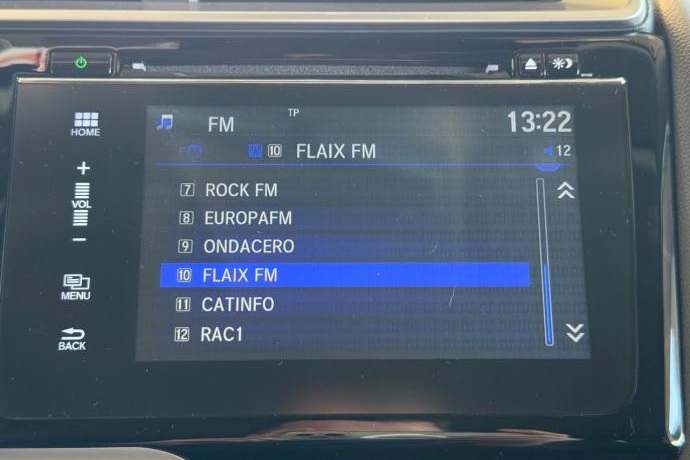 TP
FM 13:22
10 FLAIX FM 12
HOME
+
VOL
-
MENU
BACK
7 ROCK FM
8 EUROPAFM
9 ONDACERO
10 FLAIX FM
11 CATINFO
12 RAC1